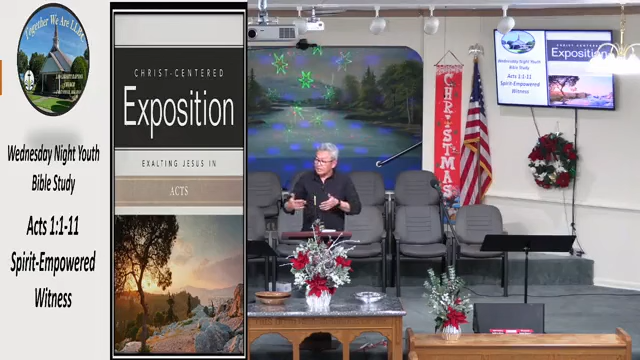 Together We Are LLBC
Wednesday Night Youth
Bible Study
Acts 1:1-11
Spirit-Empowered
Witness
CHRIST-CENTERED
Exposition
EXALTING JESUS IN
ACTS
CHRISTMAS
Wednesday Night Youth
Bible Study
Acts 1:1-11
Spirit-Empowered
Witness
CHRIST-CENTERED
Exposition